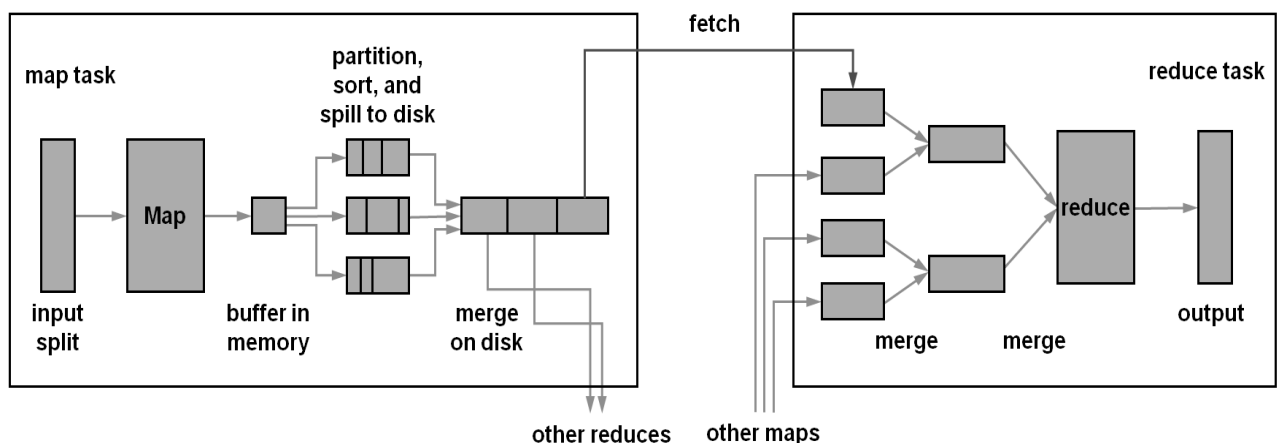 fetch
map task
partition,
sort, and
spill to disk
reduce task
Map
reduce
input
split
buffer in
memory
merge
on disk
merge
merge
output
other reduces
other maps